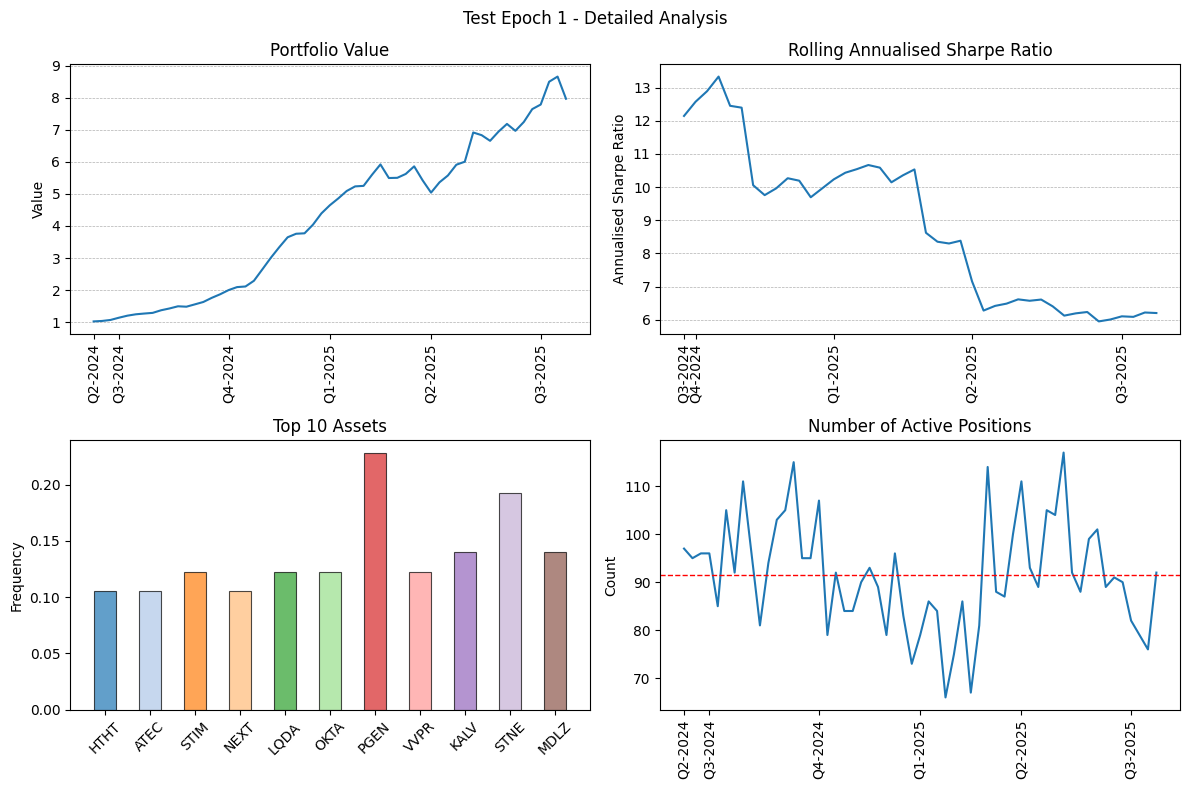 Test Epoch 1 - Detailed Analysis
Portfolio Value
Value
9
8
7
6
5
4
3
2
1
Q2-2024
Q3-2024
Q4-2024
Q1-2025
Q2-2025
Q3-2025
Rolling Annualised Sharpe Ratio
Annualised Sharpe Ratio
13
12
11
10
9
8
7
6
Q3-2024
Q4-2024
Q1-2025
Q2-2025
Q3-2025
Top 10 Assets
Frequency
0.20
0.15
0.10
0.05
0.00
HTHT
ATEC
STIM
NEXT
LQDA
OKTA
PGEN
VVPR
KALV
STNE
MDLZ
Number of Active Positions
Count
110
100
90
80
70
Q2-2024
Q3-2024
Q4-2024
Q1-2025
Q2-2025
Q3-2025